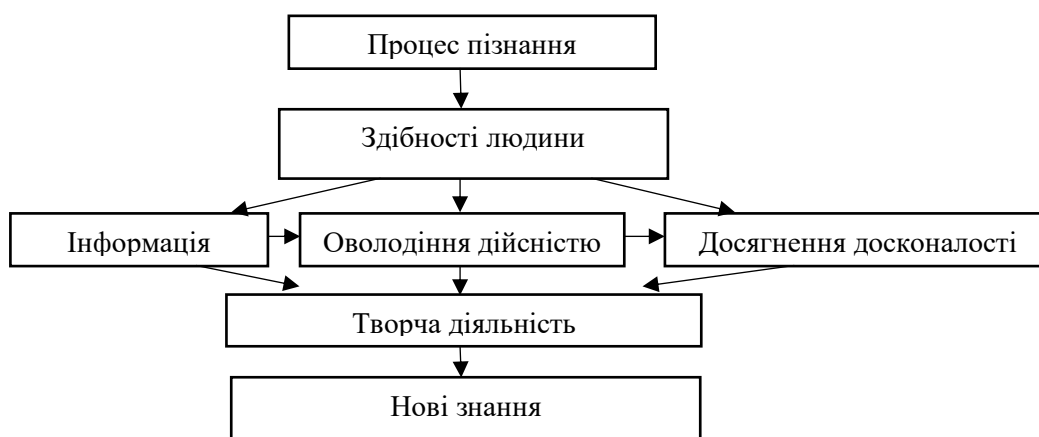 Процес пізнання
Здібності людини
Інформація
Оволодіння дійсністю
Досягнення досконалості
Творча діяльність
Нові знання